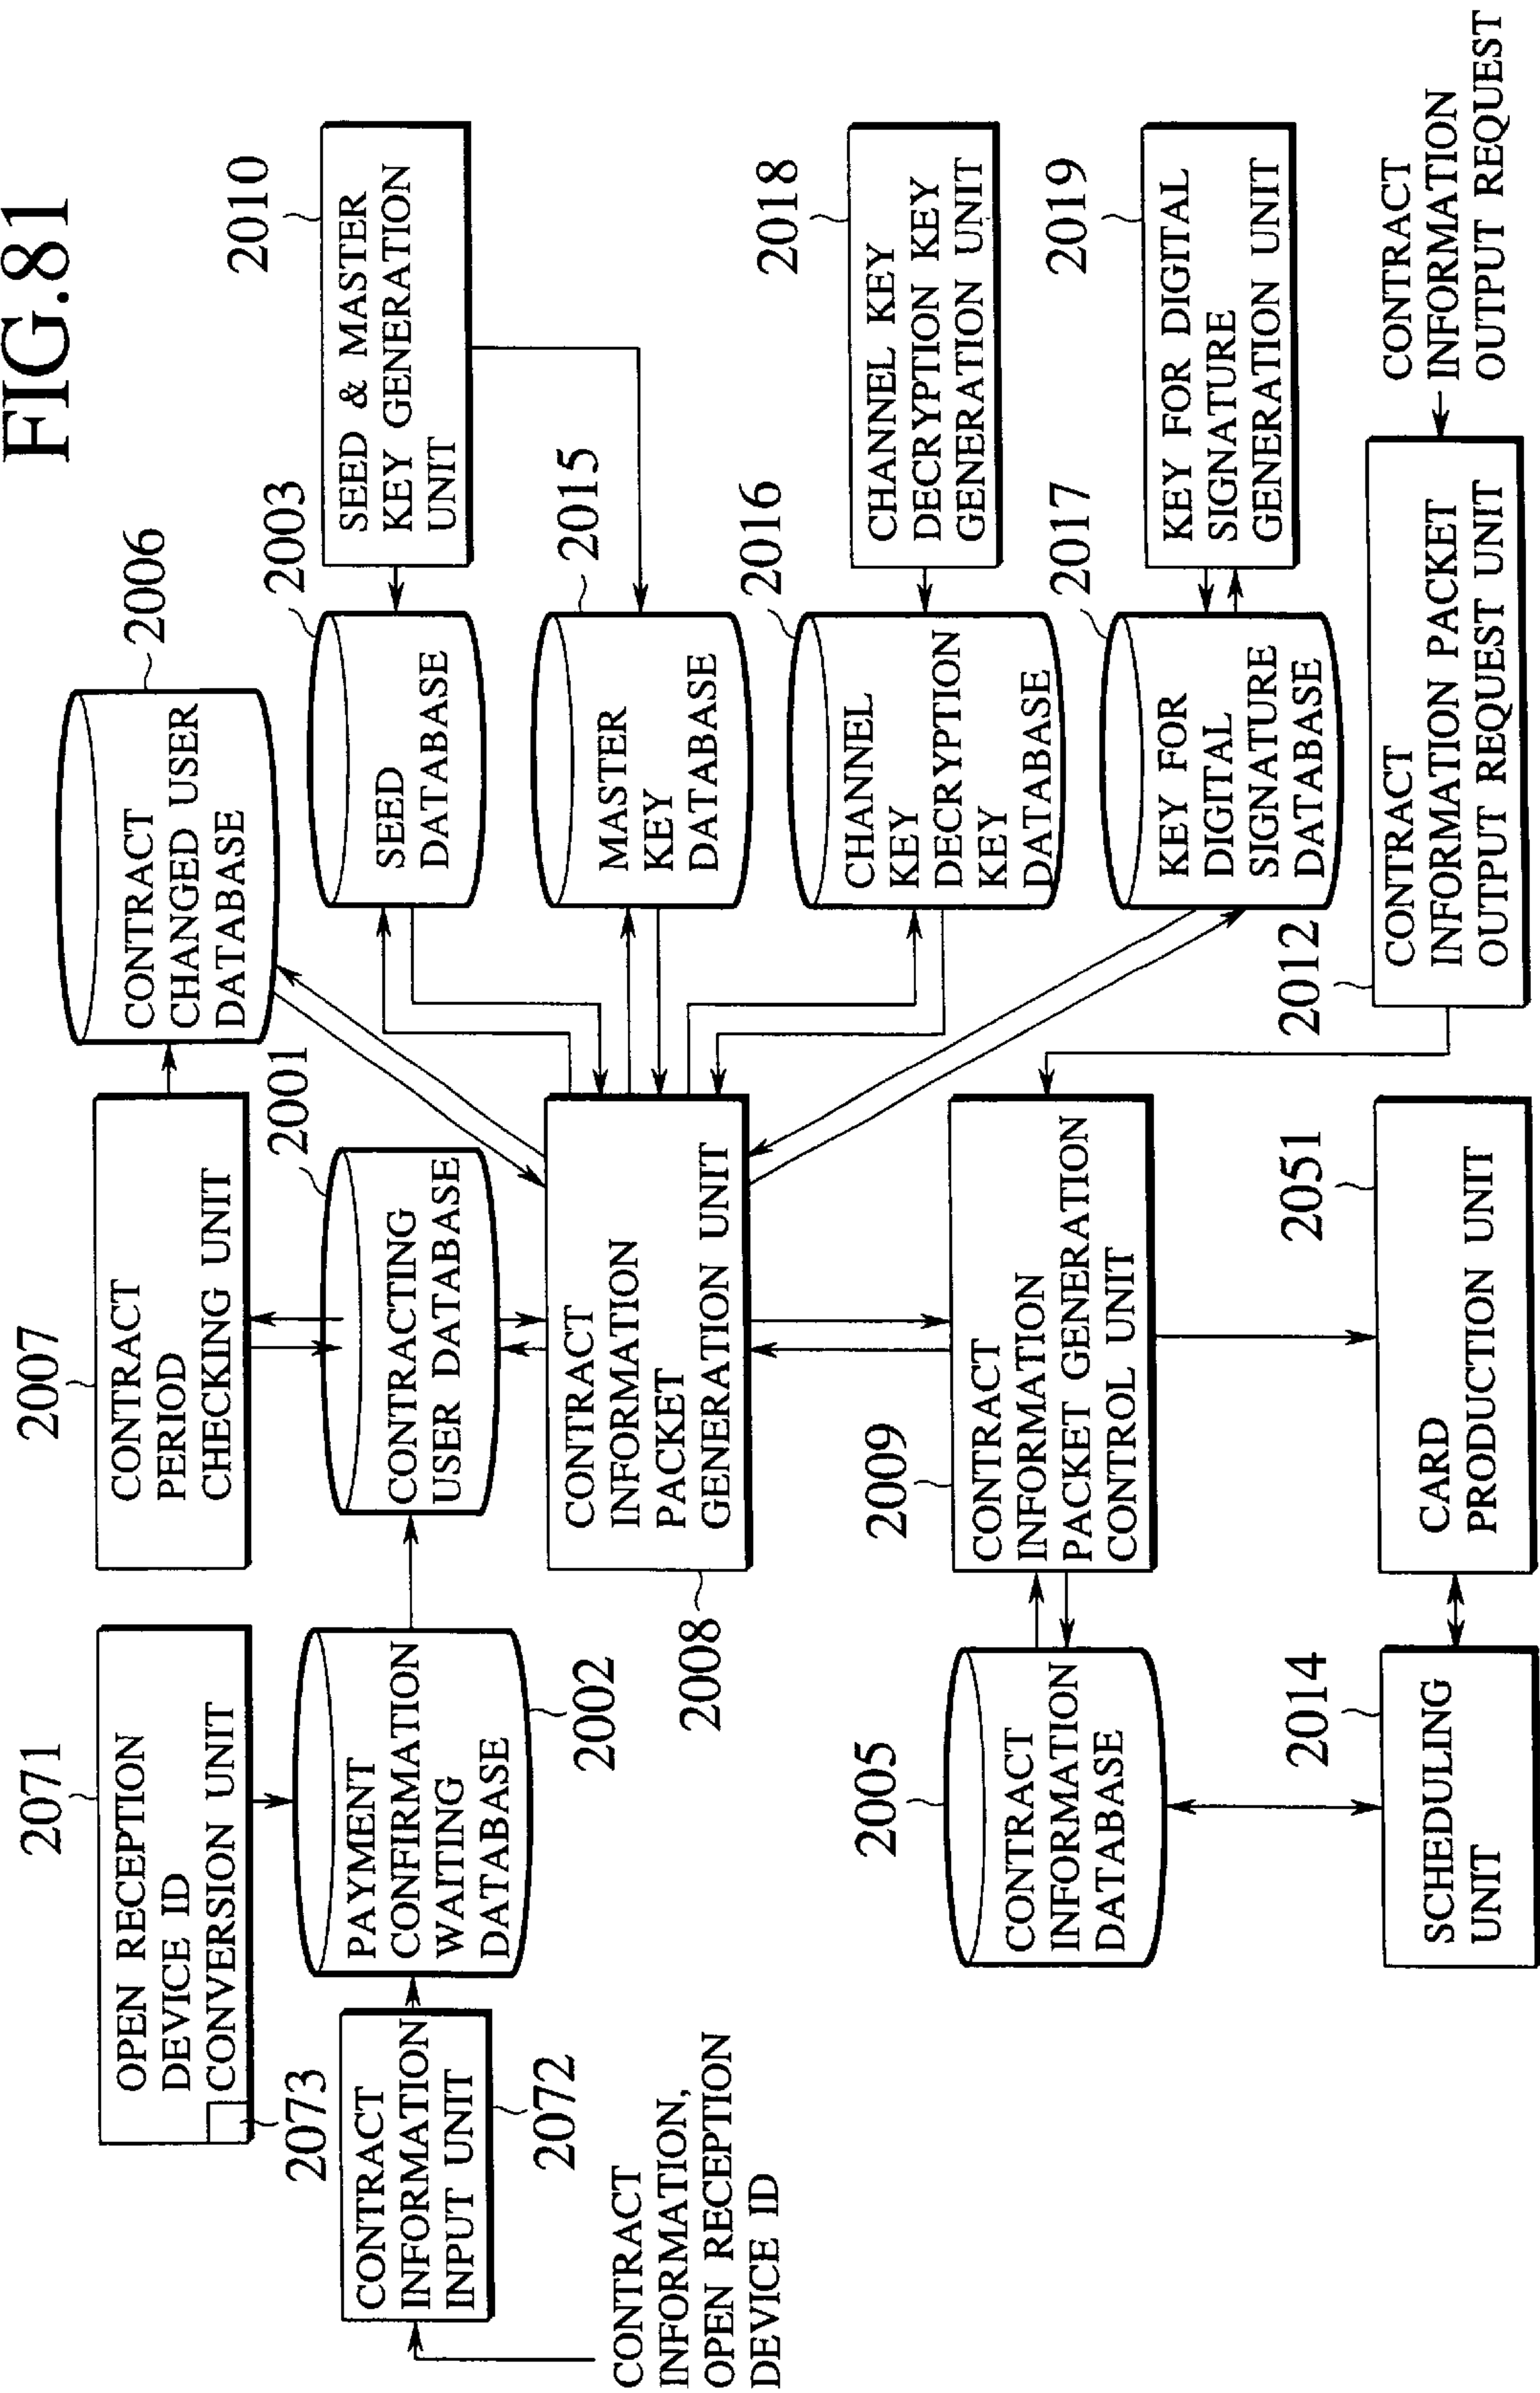 FIG.81
2071
OPEN RECEPTION
DEVICE ID
CONVERSION UNIT
2073
2007
CONTRACT
PERIOD
CHECKING UNIT
2006
CONTRACT
CHANGED USER
DATABASE
2010
SEED & MASTER
KEY GENERATION
UNIT
2072
CONTRACT
INFORMATION
INPUT UNIT
CONTRACT
INFORMATION,
OPEN RECEPTION
DEVICE ID
2002
PAYMENT
CONFIRMATION
WAITING
DATABASE
2001
CONTRACTING
USER DATABASE
2003
SEED
DATABASE
2008
CONTRACT
INFORMATION
PACKET
GENERATION UNIT
2015
MASTER
KEY
DATABASE
2016
CHANNEL
KEY
DECRYPTION
KEY
DATABASE
2018
CHANNEL KEY
DECRYPTION KEY
GENERATION UNIT
2005
CONTRACT
INFORMATION
DATABASE
2009
CONTRACT
INFORMATION
PACKET GENERATION
CONTROL UNIT
2017
KEY FOR
DIGITAL
SIGNATURE
DATABASE
2019
KEY FOR DIGITAL
SIGNATURE
GENERATION UNIT
2014
SCHEDULING
UNIT
2051
CARD
PRODUCTION UNIT
2012
CONTRACT
INFORMATION PACKET
OUTPUT REQUEST UNIT
CONTRACT
INFORMATION
OUTPUT REQUEST